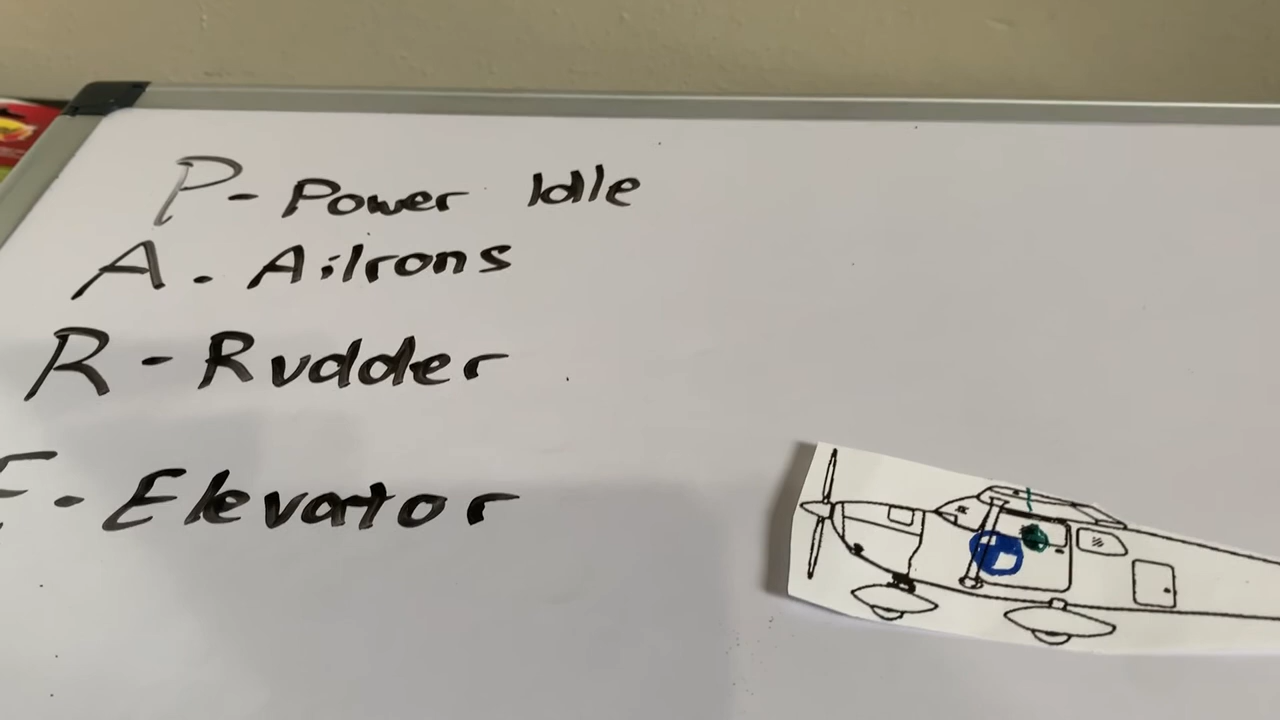 P - Power Idle
A. Ailrons
R - Rudder
E - Elevator